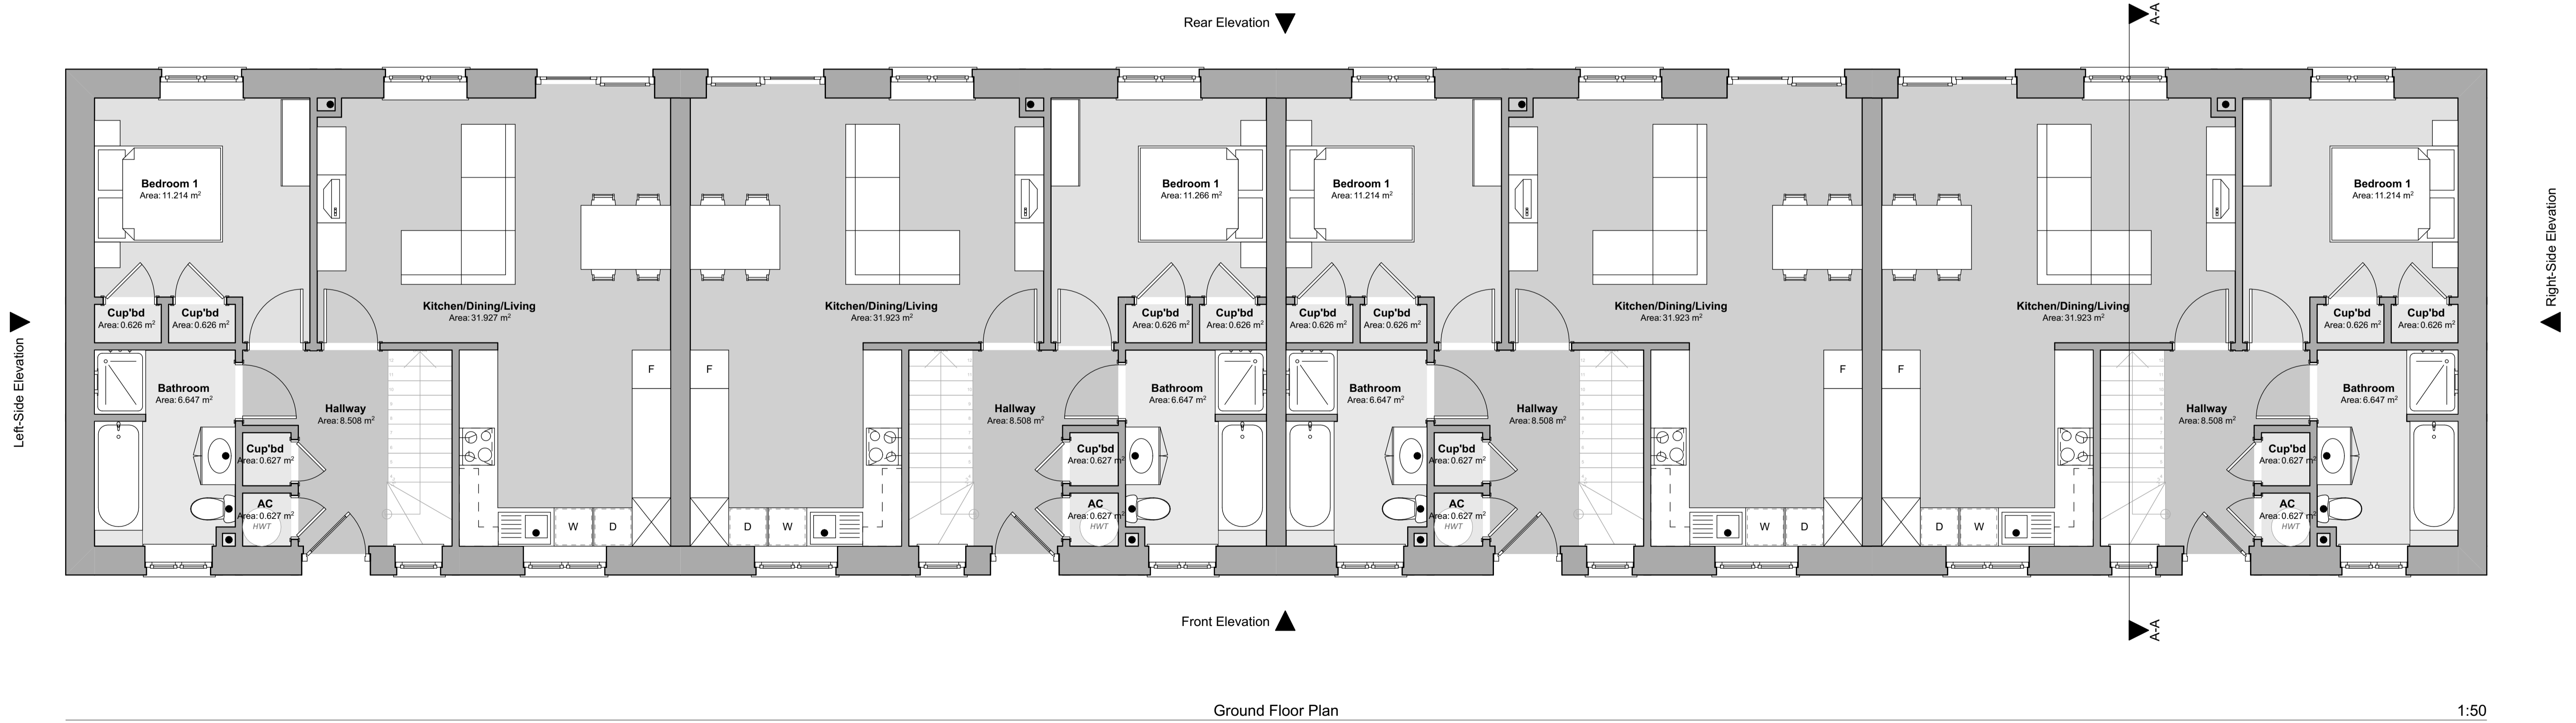 Rear Elevation
A-A
Bedroom 1
Area: 11.214 m²
Bedroom 1
Area: 11.266 m²
Bedroom 1
Area: 11.214 m²
Bedroom 1
Area: 11.214 m²
Left-Side Elevation
Right-Side Elevation
Kitchen/Dining/Living
Area: 31.927 m²
Kitchen/Dining/Living
Area: 31.923 m²
Kitchen/Dining/Living
Area: 31.923 m²
Kitchen/Dining/Living
Area: 31.923 m²
Cup'bd
Area: 0.626 m²
Cup'bd
Area: 0.626 m²
Cup'bd
Area: 0.626 m²
Cup'bd
Area: 0.626 m²
Cup'bd
Area: 0.626 m²
Cup'bd
Area: 0.626 m²
Cup'bd
Area: 0.626 m²
Cup'bd
Area: 0.626 m²
F
F
F
F
Bathroom
Area: 6.647 m²
Hallway
Area: 8.508 m²
Hallway
Area: 8.508 m²
Bathroom
Area: 6.647 m²
Bathroom
Area: 6.647 m²
Hallway
Area: 8.508 m²
Hallway
Area: 8.508 m²
Bathroom
Area: 6.647 m²
Cup'bd
Area: 0.627 m²
Cup'bd
Area: 0.627 m²
Cup'bd
Area: 0.627 m²
Cup'bd
Area: 0.627 m²
AC
Area: 0.627 m²
HWT
W
D
D
W
AC
Area: 0.627 m²
HWT
AC
Area: 0.627 m²
HWT
W
D
D
W
AC
Area: 0.627 m²
HWT
Front Elevation
A-A
Ground Floor Plan
1:50